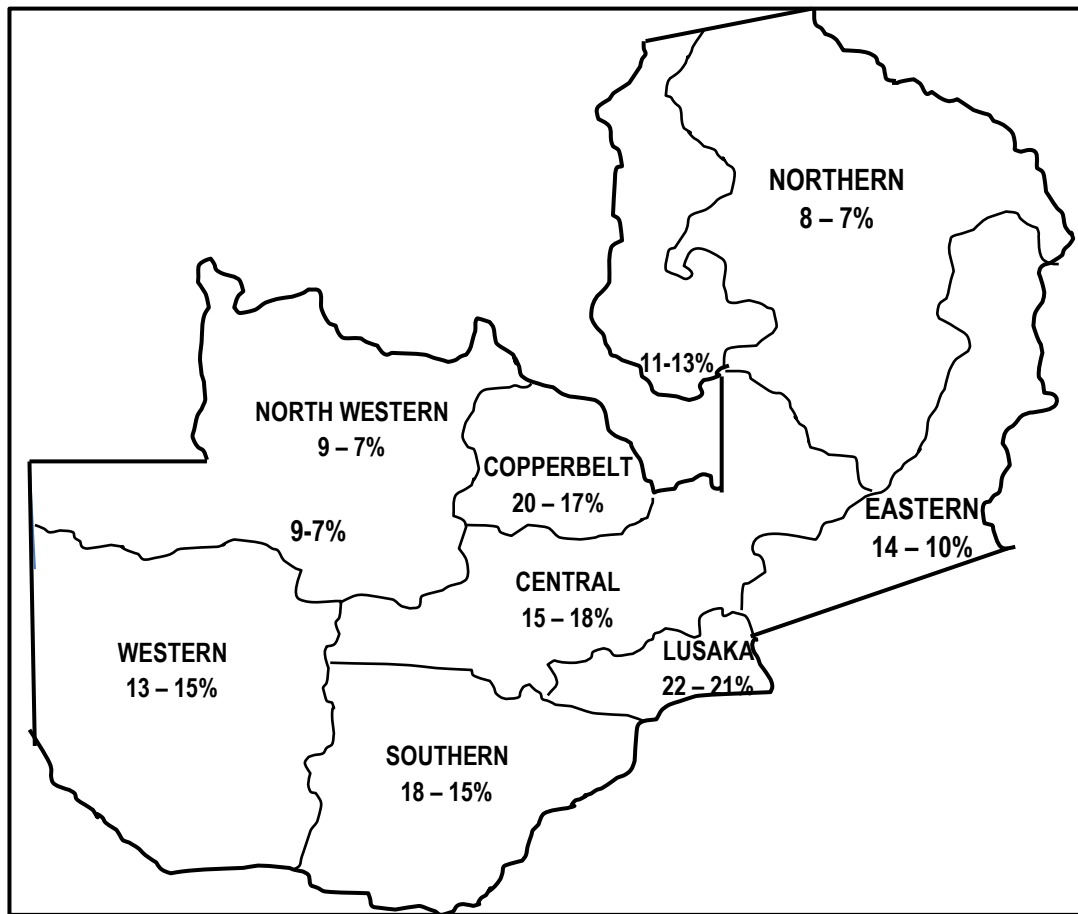 NORTHERN
8 – 7%
11-13%
NORTH WESTERN
9 – 7%
COPPERBELT
20 – 17%
EASTERN
14 – 10%
9-7%
CENTRAL
15 – 18%
WESTERN
13 – 15%
LUSAKA
22 – 21%
SOUTHERN
18 – 15%